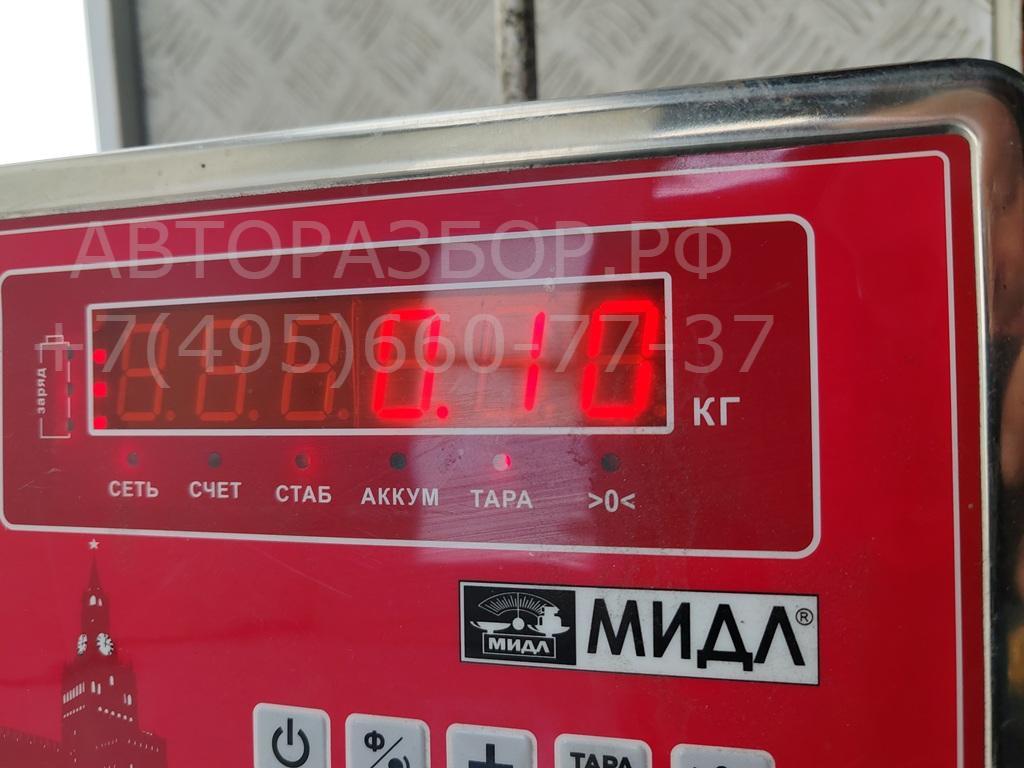 АВТОРАЗБОР.РФ
+7(495)660-77-37
заряд
0.10
КГ
СЕТЬ СЧЕТ СТАБ АККУМ ТАРА >0<
МИДЛ
МИДЛ®
Ф
+
ТАРА